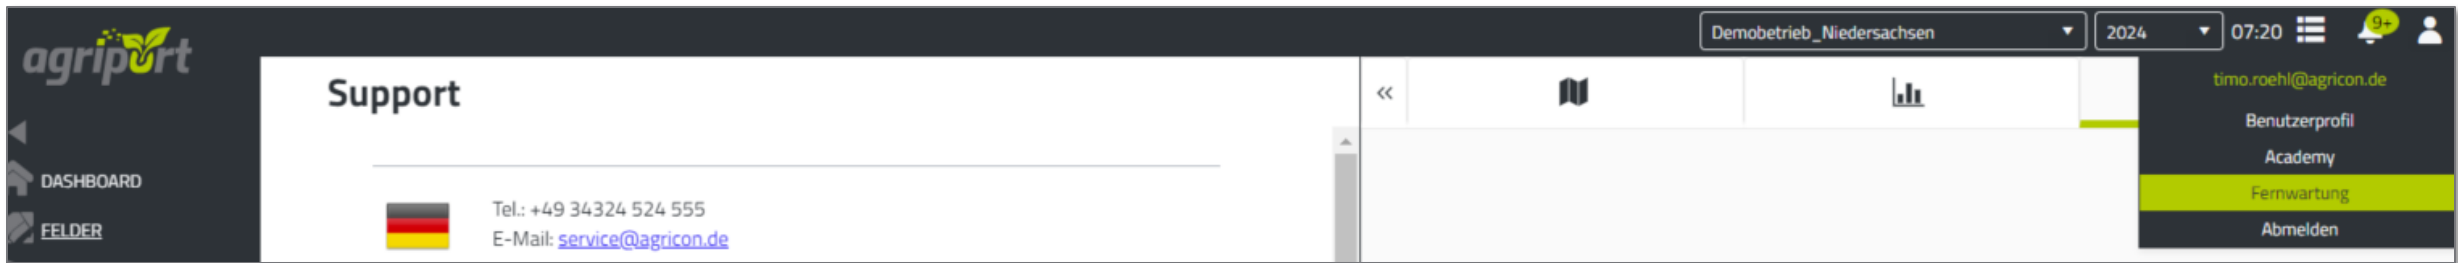 agriport
Demobetrieb_Niedersachsen
2024
07:20
9+
Support
DASHBOARD
FELDER
Tel.: +49 34324 524 555
E-Mail: service@agricon.de
«
timo.roehl@agricon.de
Benutzerprofil
Academy
Fernwartung
Abmelden